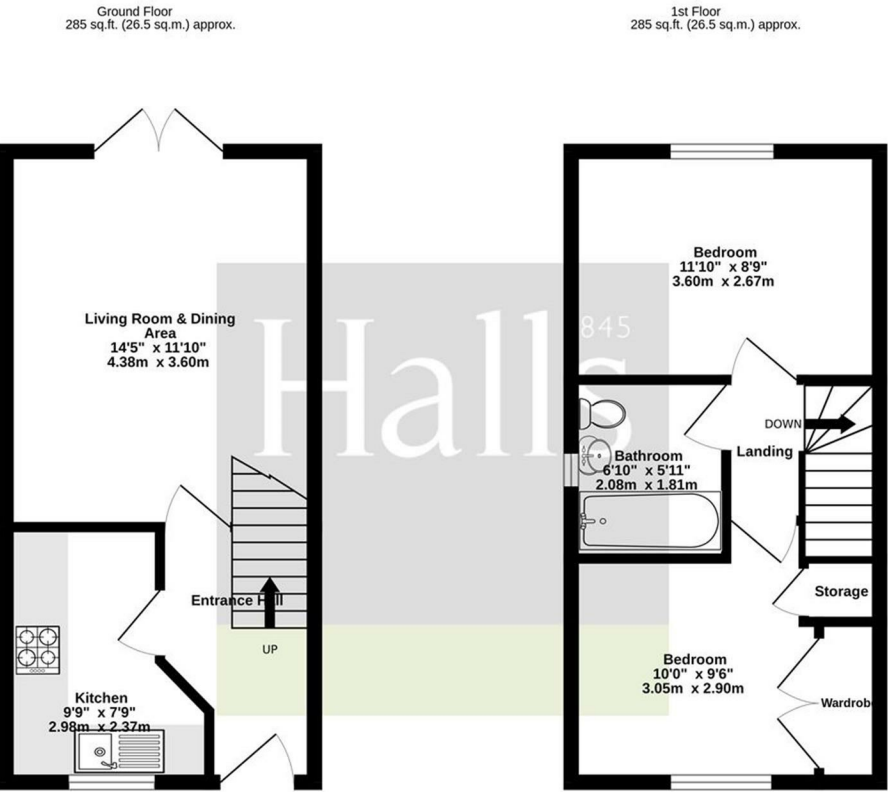 Ground Floor
285 sq.ft. (26.5 sq.m.) approx.
1st Floor
285 sq.ft. (26.5 sq.m.) approx.
Living Room & Dining
Area
14'5" x 11'10"
4.38m x 3.60m
Entrance Hall
UP
Kitchen
9'9" x 7'9"
2.98m x 2.37m
Halls
845
Bedroom
11'10" x 8'9"
3.60m x 2.67m
DOWN
Landing
Bathroom
6'10" x 5'11"
2.08m x 1.81m
Storage
Bedroom
10'0" x 9'6"
3.05m x 2.90m
Wardrob